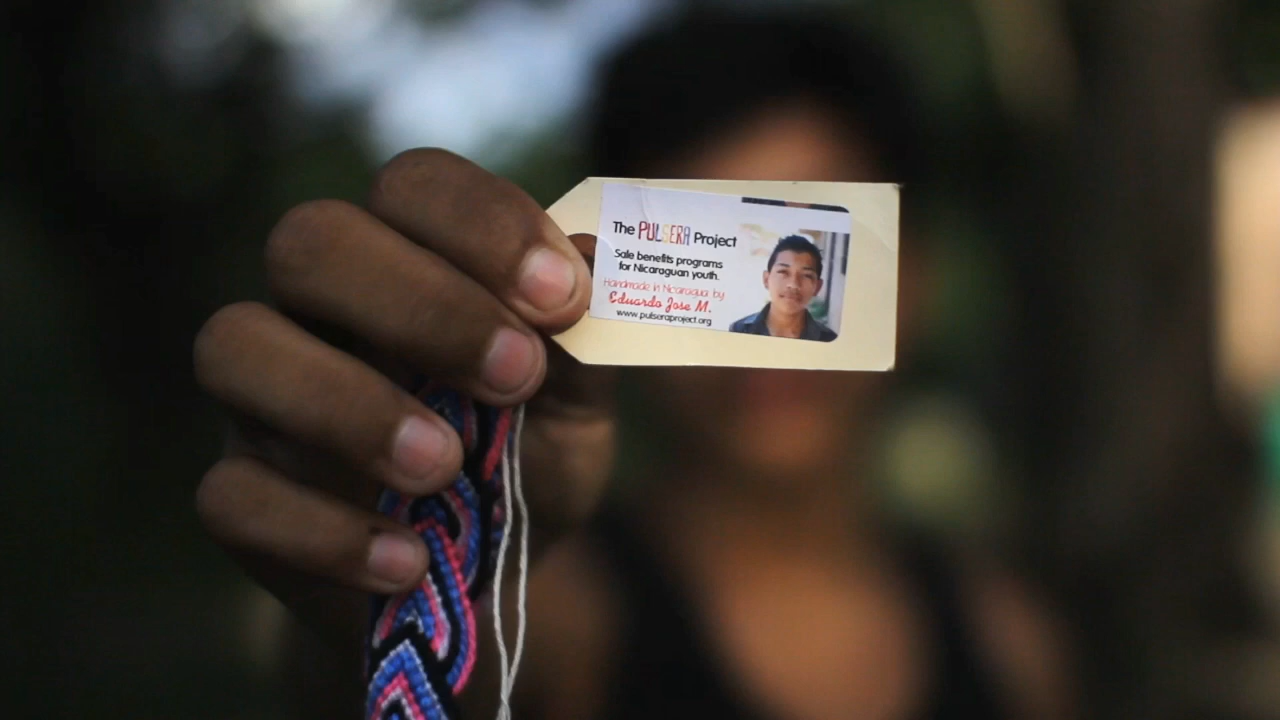 The PULSERA Project
Sale benefits programs
for Nicaraguan youth.
Handmade in Nicaragua by
Eduardo Jose M.
www.pulseraproject.org